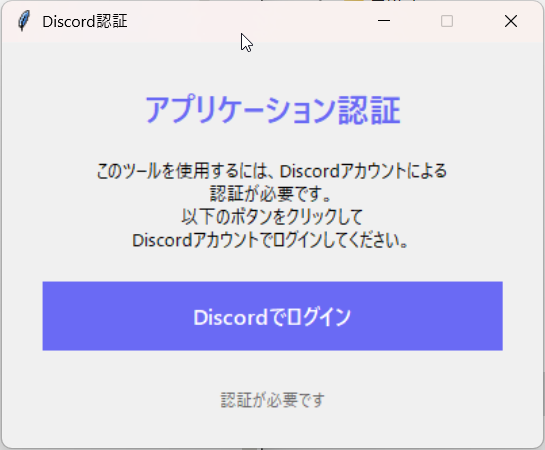 Discord認証
アプリケーション認証
このツールを使用するには、Discordアカウントによる
認証が必要です。
以下のボタンをクリックして
Discordアカウントでログインしてください。
Discordでログイン
認証が必要です